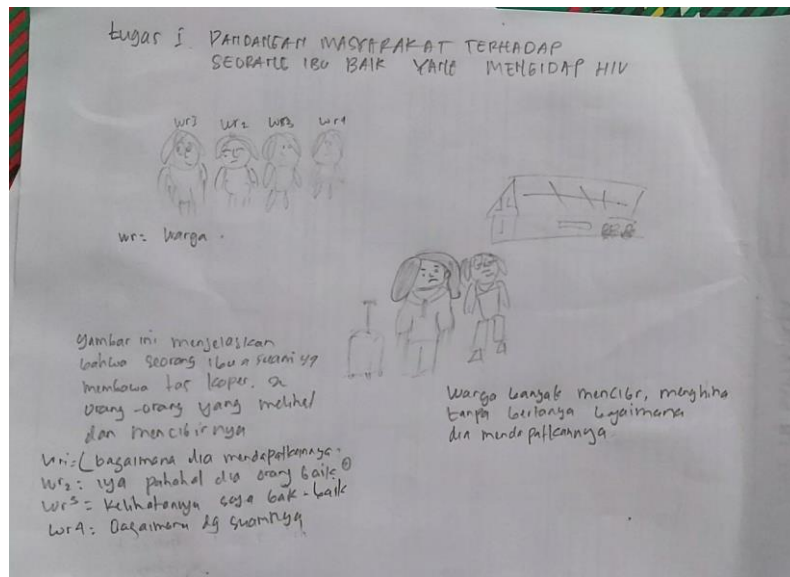 tugas I PANDANGAN MASYARAKAT TERHADAP
SEORANG IBU BAIK YANG MENGIDAP HIV
wr3 wr2 wr3 wr4
wr = Warga.
gambar ini menjelaskan
bahwa seorang ibu & suami yg
membawa tas koper. &
orang-orang yang melihat
dan mencibirnya
wr1 = (bagaimana dia mendapatkannya.
wr2 : iya pahahal dia orang baik
wr3 = Kelihatannya saja baik-baik
wr4 : Bagaimana dg suaminya
warga banyak mencibir, menghina
tanpa bertanya bagaimana
dia mendapatkannya